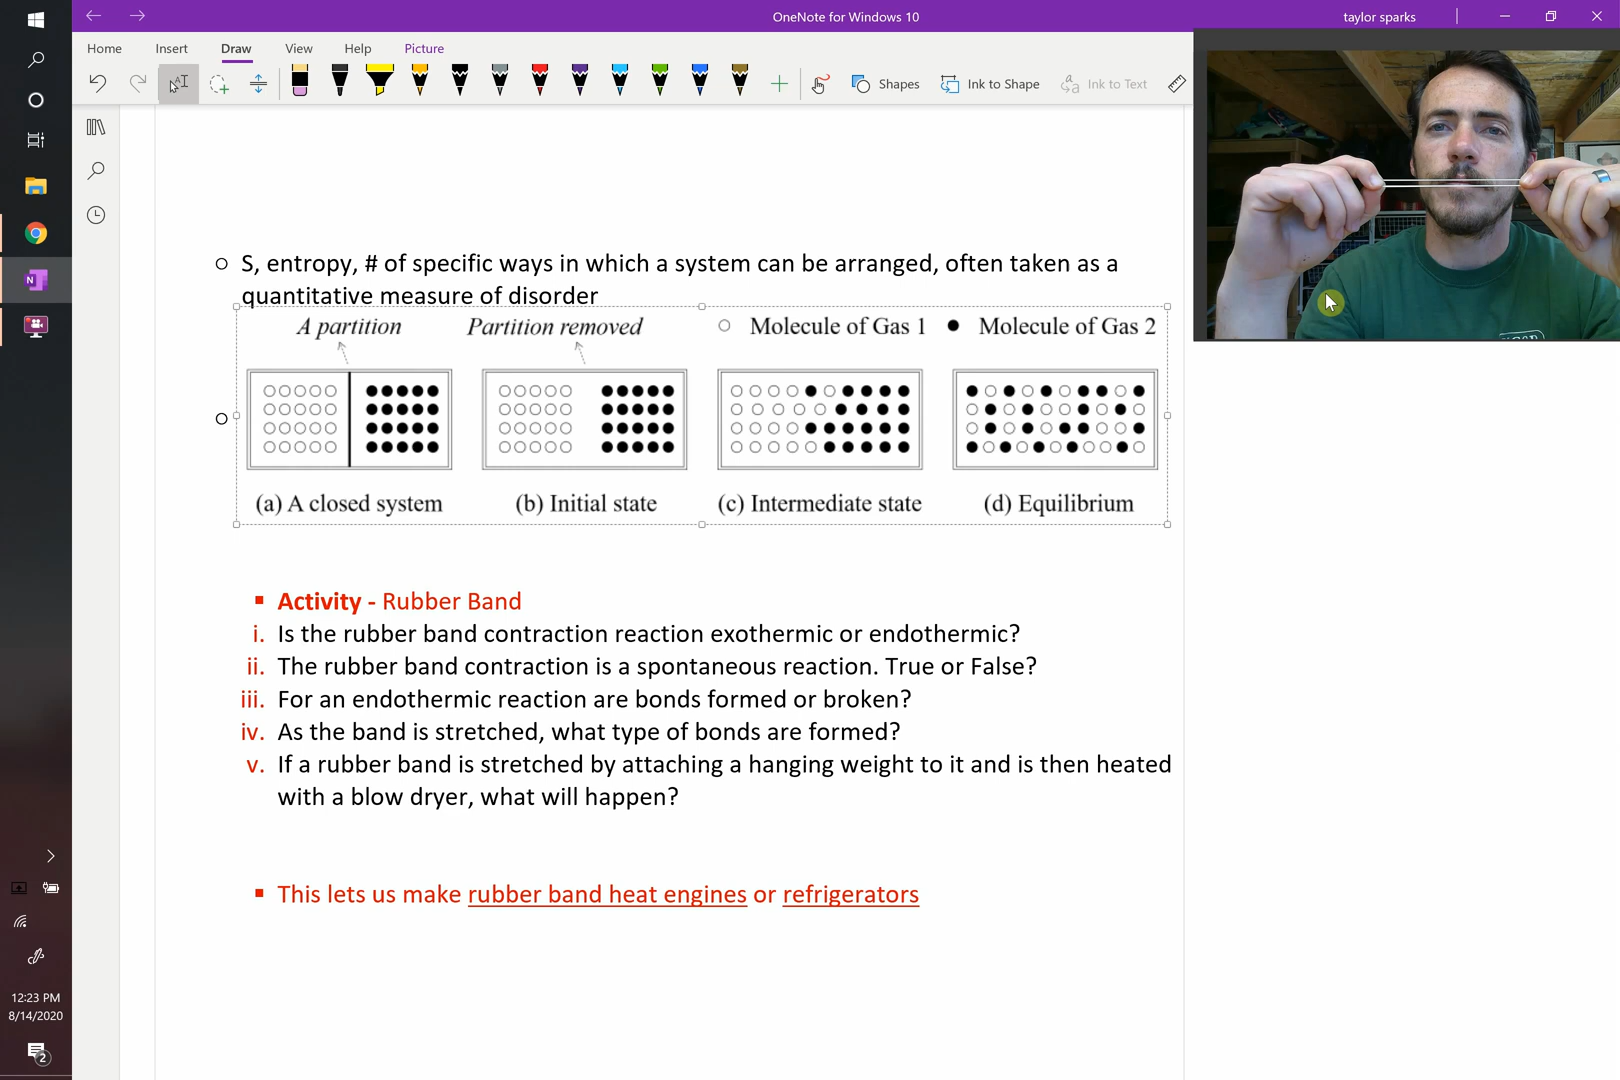 OneNote for Windows 10
taylor sparks
Home Insert Draw View Help Picture
Shapes Ink to Shape Ink to Text
S, entropy, # of specific ways in which a system can be arranged, often taken as a
quantitative measure of disorder
A partition Partition removed Molecule of Gas 1 Molecule of Gas 2
(a) A closed system (b) Initial state (c) Intermediate state (d) Equilibrium
Activity - Rubber Band
i. Is the rubber band contraction reaction exothermic or endothermic?
ii. The rubber band contraction is a spontaneous reaction. True or False?
iii. For an endothermic reaction are bonds formed or broken?
iv. As the band is stretched, what type of bonds are formed?
v. If a rubber band is stretched by attaching a hanging weight to it and is then heated
with a blow dryer, what will happen?
This lets us make rubber band heat engines or refrigerators
12:23 PM
8/14/2020
2